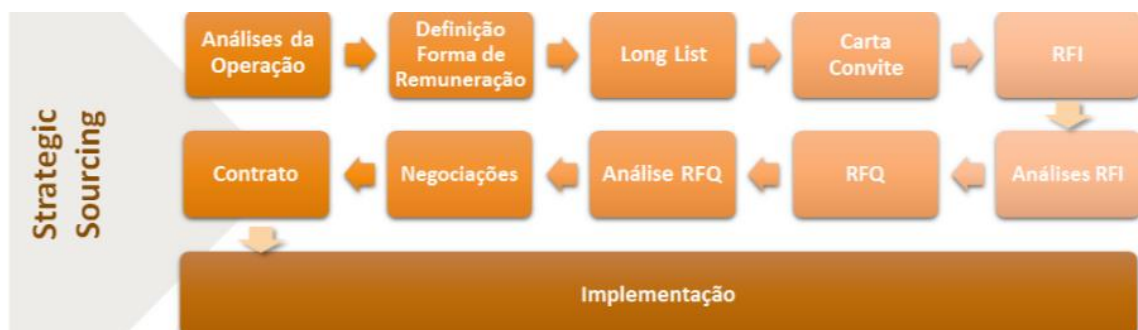 Strategic
Sourcing
Análises da
Operação
Definição
Forma de
Remuneração
Long List
Carta
Convite
RFI
Contrato
Negociações
Análise RFQ
RFQ
Análises RFI
Implementação